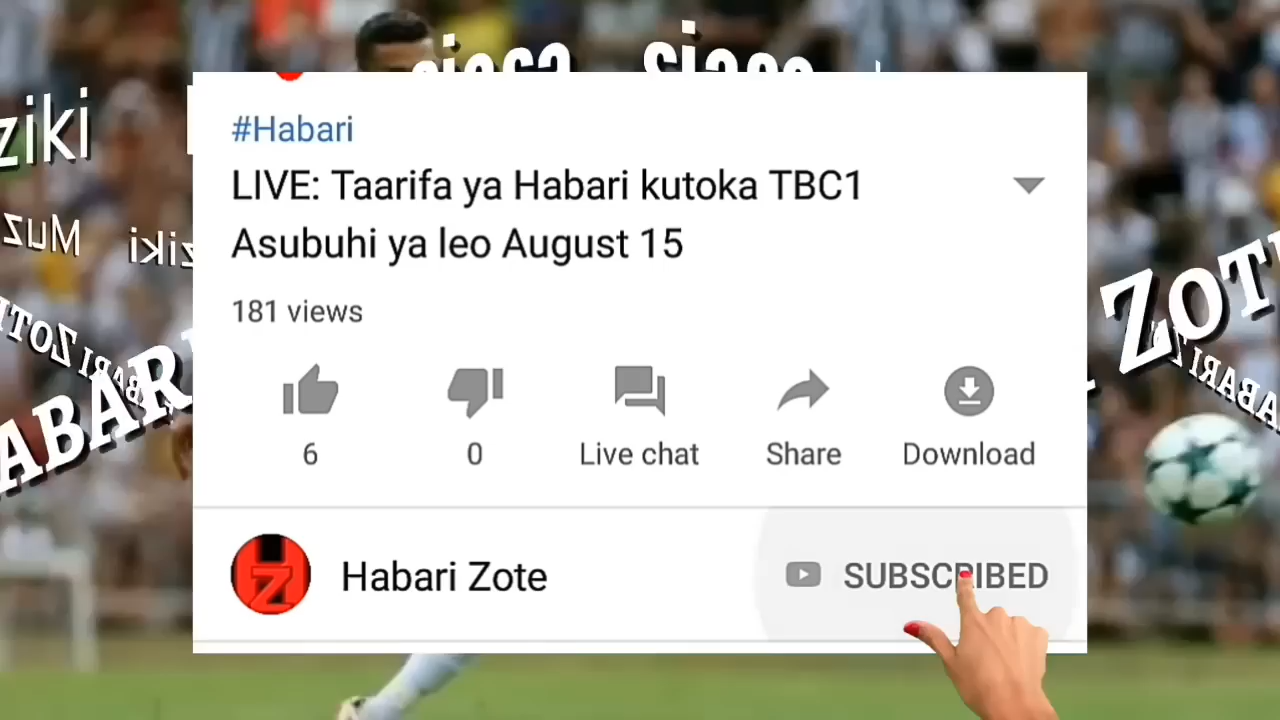 #Habari
LIVE: Taarifa ya Habari kutoka TBC1
Asubuhi ya leo August 15
181 views
6
0
Live chat
Share
Download
Habari Zote
SUBSCRIBED